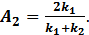 A₂ = 2k₁ / (k₁+k₂).